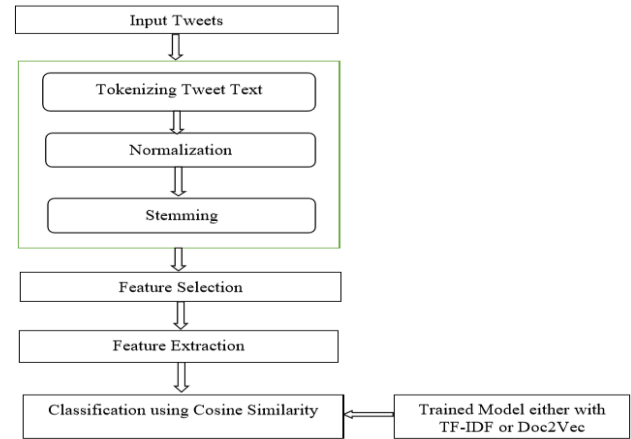 Input Tweets
Tokenizing Tweet Text
Normalization
Stemming
Feature Selection
Feature Extraction
Classification using Cosine Similarity
Trained Model either with
TF-IDF or Doc2Vec